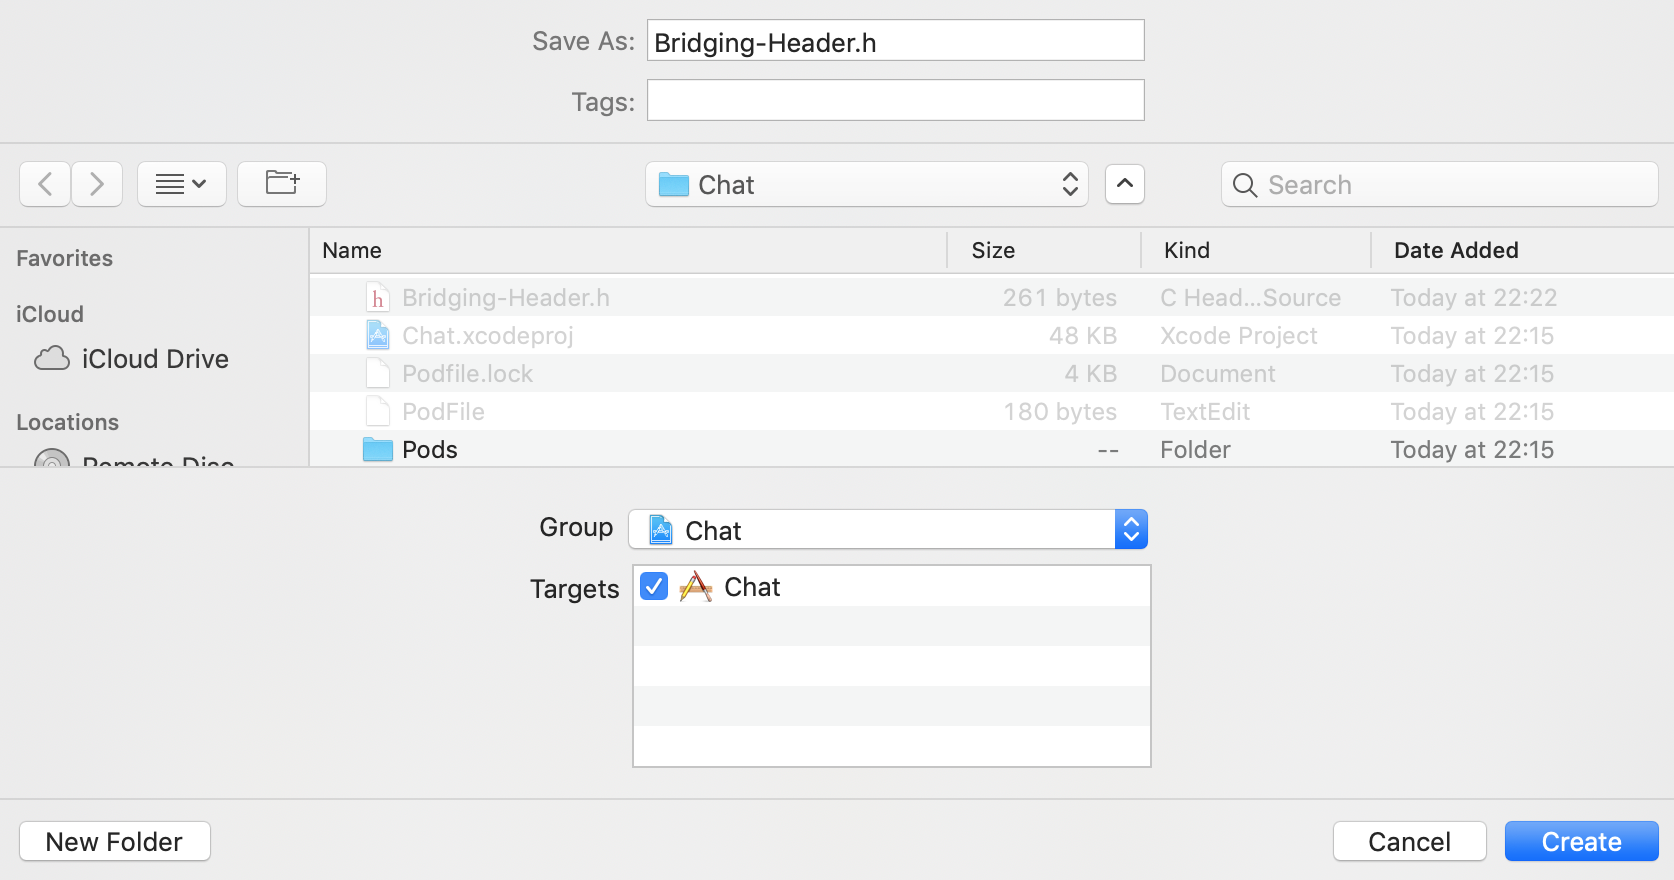 Save As: Bridging-Header.h
Tags:
Chat
Search
Favorites
iCloud
iCloud Drive
Locations
Remote Disc
Name Size Kind Date Added
Bridging-Header.h 261 bytes C Head...Source Today at 22:22
Chat.xcodeproj 48 KB Xcode Project Today at 22:15
Podfile.lock 4 KB Document Today at 22:15
PodFile 180 bytes TextEdit Today at 22:15
Pods -- Folder Today at 22:15
Group Chat
Targets Chat
New Folder Cancel Create